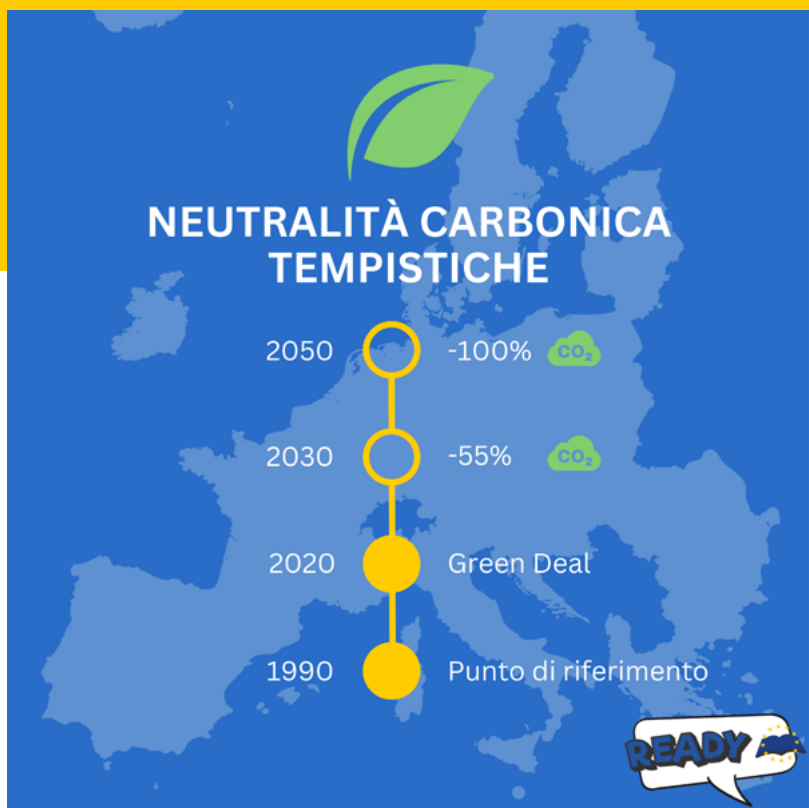 NEUTRALITÀ CARBONICA
TEMPISTICHE
2050 -100% CO₂
2030 -55% CO₂
2020 Green Deal
1990 Punto di riferimento
READY